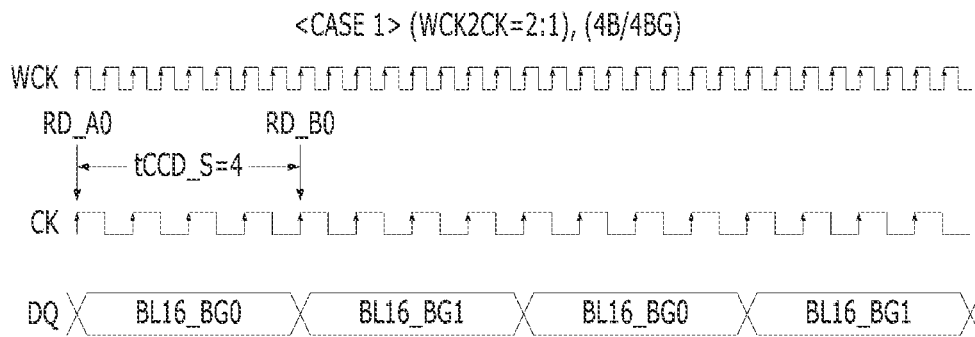 <CASE 1> (WCK2CK=2:1), (4B/4BG)
WCK
RD_A0 RD_B0
tCCD_S=4
CK
DQ BL16_BG0 BL16_BG1 BL16_BG0 BL16_BG1